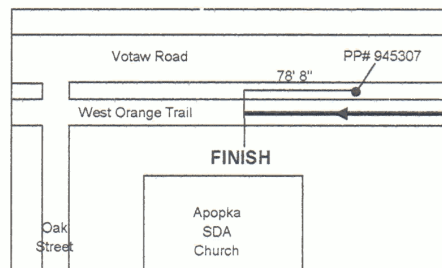 Votaw Road
PP# 945307
78' 8"
West Orange Trail
FINISH
Apopka
SDA
Church
Oak
Street